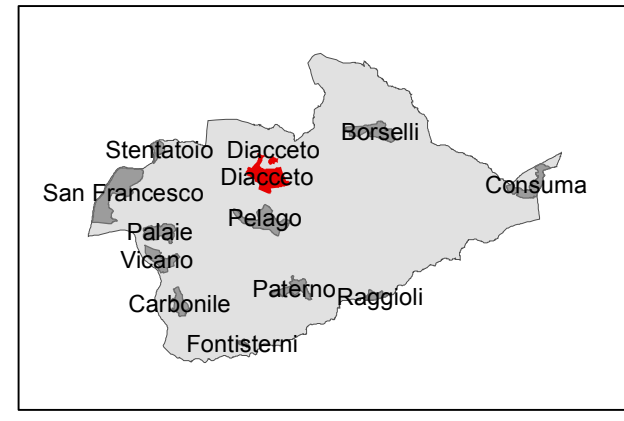 Borselli
Stentatoio
Diacceto
Diacceto
Consuma
San Francesco
Pelago
Palaie
Vicano
Paterno
Raggioli
Carbonile
Fontisterni